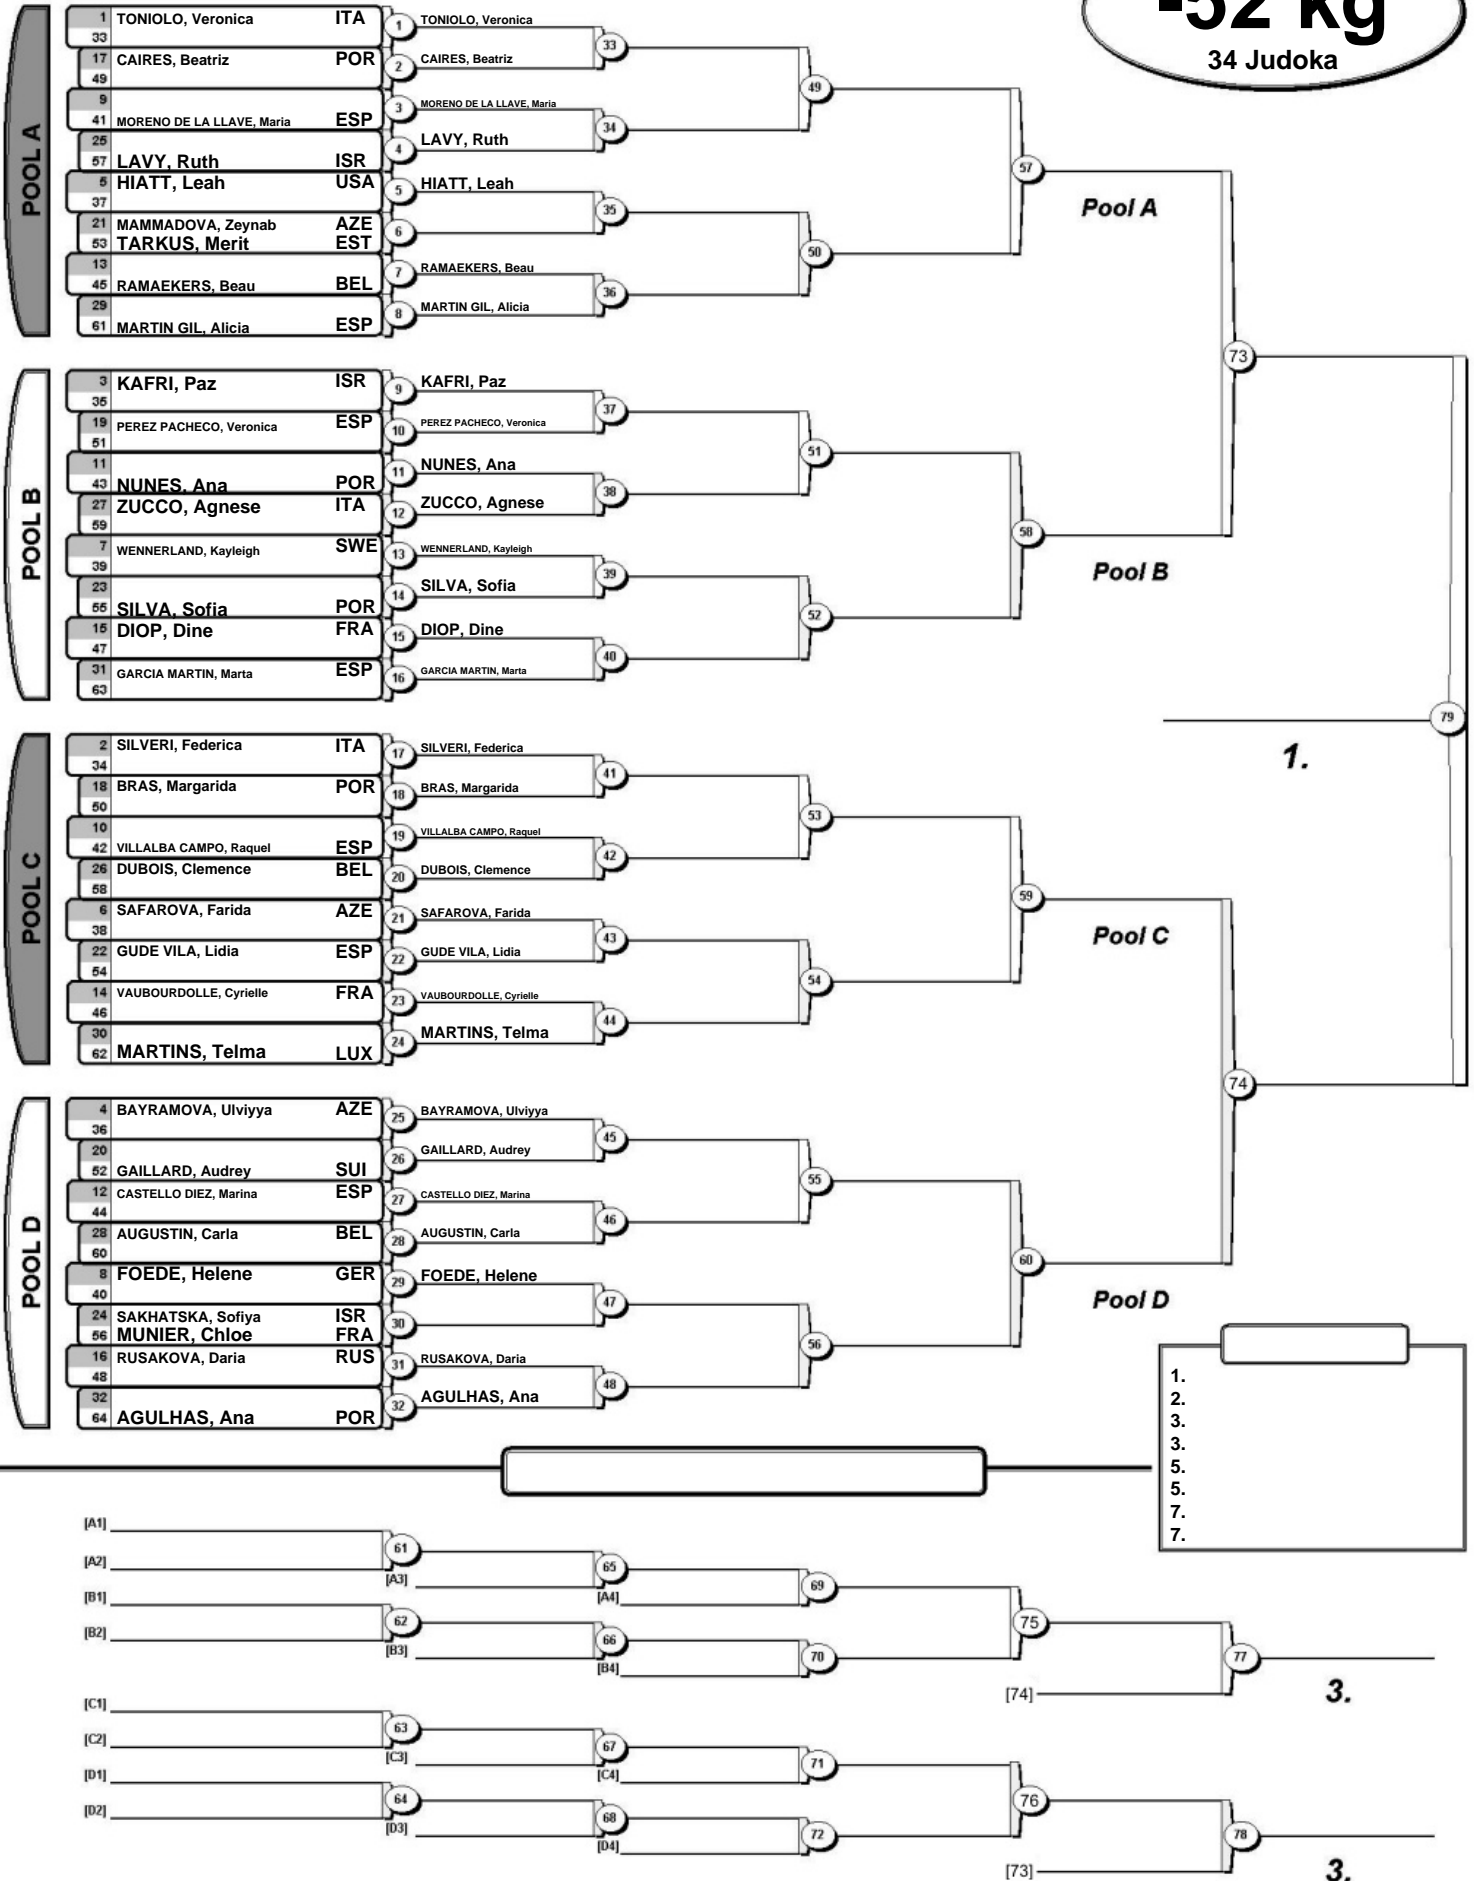 -52 kg
34 Judoka
POOL A
1 TONIOLO, Veronica ITA 1 TONIOLO, Veronica
33
33
17 CAIRES, Beatriz POR 2 CAIRES, Beatriz
49
49
9 3 MORENO DE LA LLAVE, Maria
41 MORENO DE LA LLAVE, Maria ESP
34
25 4 LAVY, Ruth
57 LAVY, Ruth ISR
57
Pool A
5 HIATT, Leah USA 5 HIATT, Leah
37
35
21 MAMMADOVA, Zeynab AZE 6
53 TARKUS, Merit EST
50
13 7 RAMAEKERS, Beau
45 RAMAEKERS, Beau BEL
36
29 8 MARTIN GIL, Alicia
61 MARTIN GIL, Alicia ESP
73
POOL B
3 KAFRI, Paz ISR 9 KAFRI, Paz
35
37
19 PEREZ PACHECO, Veronica ESP 10 PEREZ PACHECO, Veronica
51
51
11 11 NUNES, Ana
43 NUNES, Ana POR
38
27 ZUCCO, Agnese ITA 12 ZUCCO, Agnese
59
58
Pool B
7 WENNERLAND, Kayleigh SWE 13 WENNERLAND, Kayleigh
39
39
23 14 SILVA, Sofia
55 SILVA, Sofia POR
52
15 DIOP, Dine FRA 15 DIOP, Dine
47
40
31 GARCIA MARTIN, Marta ESP 16 GARCIA MARTIN, Marta
63
79
1.
POOL C
2 SILVERI, Federica ITA 17 SILVERI, Federica
34
41
18 BRAS, Margarida POR 18 BRAS, Margarida
50
53
10 19 VILLALBA CAMPO, Raquel
42 VILLALBA CAMPO, Raquel ESP
42
26 DUBOIS, Clemence BEL 20 DUBOIS, Clemence
58
59
Pool C
6 SAFAROVA, Farida AZE 21 SAFAROVA, Farida
38
43
22 GUDE VILA, Lidia ESP 22 GUDE VILA, Lidia
54
54
14 VAUBOURDOLLE, Cyrielle FRA 23 VAUBOURDOLLE, Cyrielle
46
44
30 24 MARTINS, Telma
62 MARTINS, Telma LUX
74
POOL D
4 BAYRAMOVA, Ulviyya AZE 25 BAYRAMOVA, Ulviyya
36
45
20 26 GAILLARD, Audrey
52 GAILLARD, Audrey SUI
55
12 CASTELLO DIEZ, Marina ESP 27 CASTELLO DIEZ, Marina
44
46
28 AUGUSTIN, Carla BEL 28 AUGUSTIN, Carla
60
60
Pool D
8 FOEDE, Helene GER 29 FOEDE, Helene
40
47
24 SAKHATSKA, Sofiya ISR 30
56 MUNIER, Chloe FRA
56
16 RUSAKOVA, Daria RUS 31 RUSAKOVA, Daria
48
48
32 32 AGULHAS, Ana
64 AGULHAS, Ana POR
1.
2.
3.
3.
5.
5.
7.
7.
[A1]
61
[A2]
[A3]
65
[A4]
69
[B1]
62
[B2]
[B3]
66
[B4]
70
75
[74]
77
3.
[C1]
63
[C2]
[C3]
67
[C4]
71
[D1]
64
[D2]
[D3]
68
[D4]
72
76
[73]
78
3.